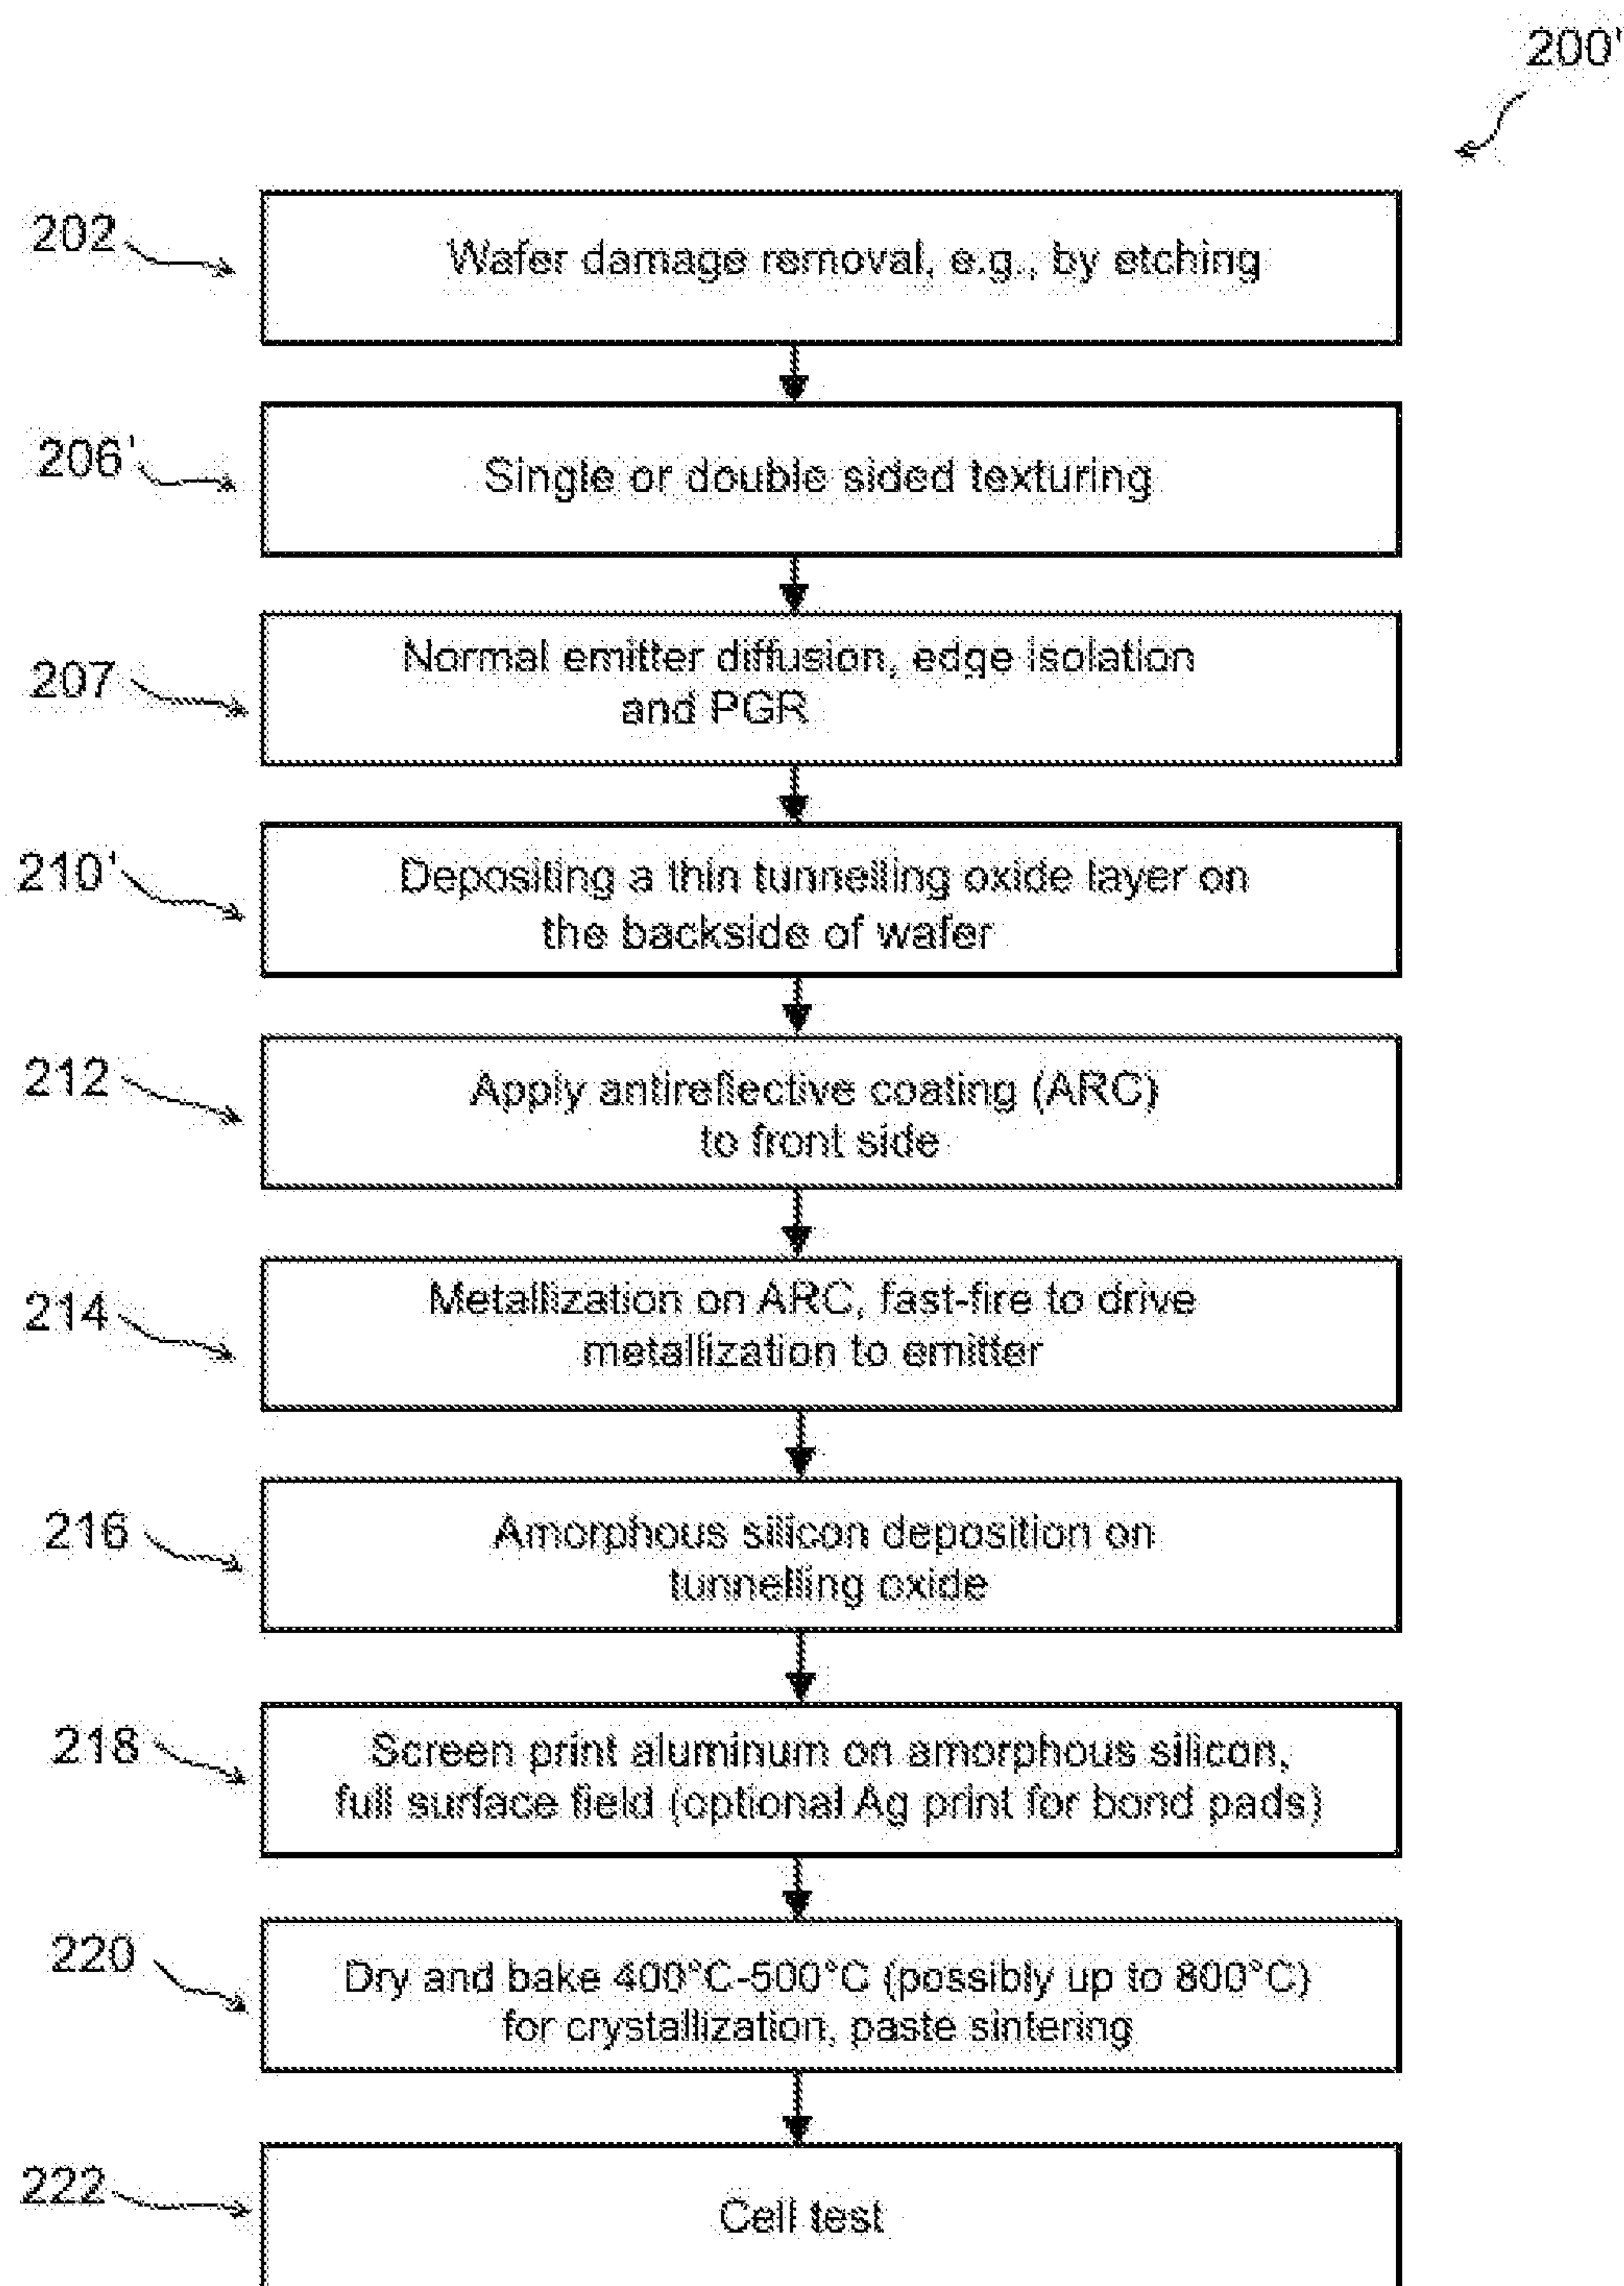 200'
202
Wafer damage removal, e.g., by etching
206'
Single or double sided texturing
207
Normal emitter diffusion, edge isolation
and PGR
210'
Depositing a thin tunnelling oxide layer on
the backside of wafer
212
Apply antireflective coating (ARC)
to front side
214
Metallization on ARC, fast-fire to drive
metallization to emitter
216
Amorphous silicon deposition on
tunnelling oxide
218
Screen print aluminum on amorphous silicon,
full surface field (optional Ag print for bond pads)
220
Dry and bake 400°C-500°C (possibly up to 800°C)
for crystallization, paste sintering
222
Cell test